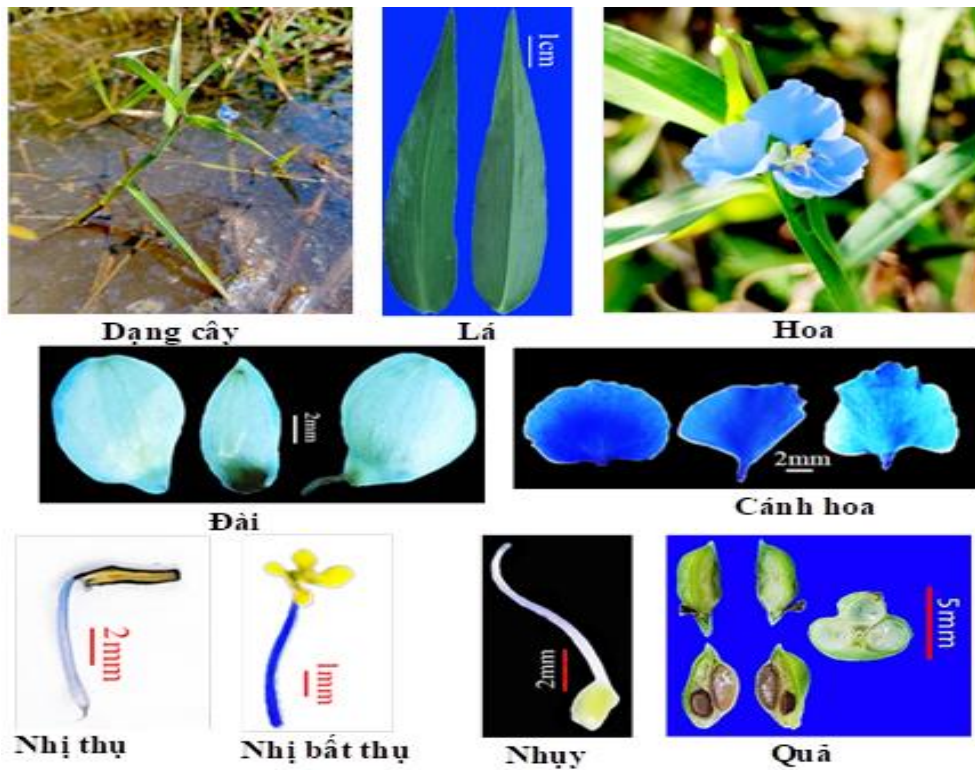 1cm
Dạng cây
Lá
Hoa
2mm
2mm
Đài
Cánh hoa
2mm
1mm
2mm
5mm
Nhị thụ
Nhị bất thụ
Nhụy
Quả